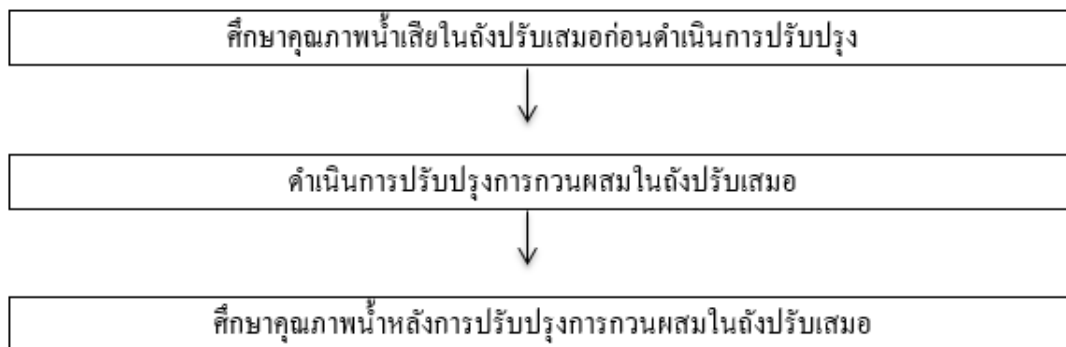 ศึกษาคุณภาพน้ำเสียในถังปรับเสมอก่อนดำเนินการปรับปรุง
ดำเนินการปรับปรุงการกวนผสมในถังปรับเสมอ
ศึกษาคุณภาพน้ำหลังการปรับปรุงการกวนผสมในถังปรับเสมอ